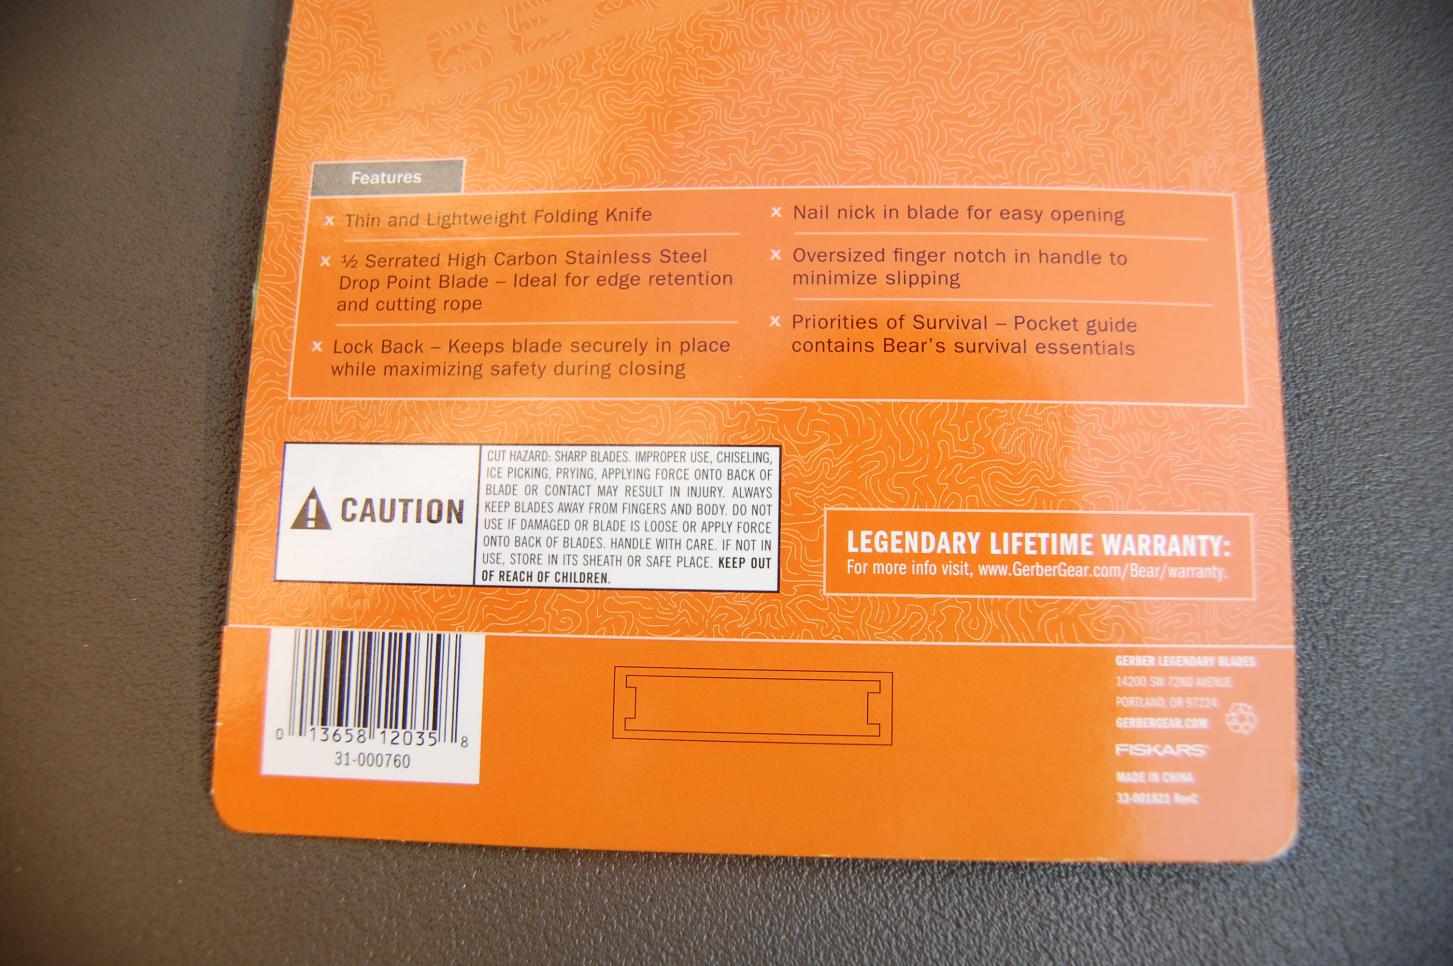 Features
x Thin and Lightweight Folding Knife
x ½ Serrated High Carbon Stainless Steel
Drop Point Blade – Ideal for edge retention
and cutting rope
x Lock Back – Keeps blade securely in place
while maximizing safety during closing
x Nail nick in blade for easy opening
x Oversized finger notch in handle to
minimize slipping
x Priorities of Survival – Pocket guide
contains Bear's survival essentials
CAUTION
CUT HAZARD: SHARP BLADES. IMPROPER USE, CHISELING,
ICE PICKING, PRYING, APPLYING FORCE ONTO BACK OF
BLADE OR CONTACT MAY RESULT IN INJURY. ALWAYS
KEEP BLADES AWAY FROM FINGERS AND BODY. DO NOT
USE IF DAMAGED OR BLADE IS LOOSE OR APPLY FORCE
ONTO BACK OF BLADES. HANDLE WITH CARE. IF NOT IN
USE, STORE IN ITS SHEATH OR SAFE PLACE. KEEP OUT
OF REACH OF CHILDREN.
LEGENDARY LIFETIME WARRANTY:
For more info visit, www.GerberGear.com/Bear/warranty.
0 13658 12035 8
31-000760
GERBER LEGENDARY BLADES
14200 SW 72ND AVENUE
PORTLAND, OR 97224
GERBERGEAR.COM
FISKARS
MADE IN CHINA
33-001821 RevC